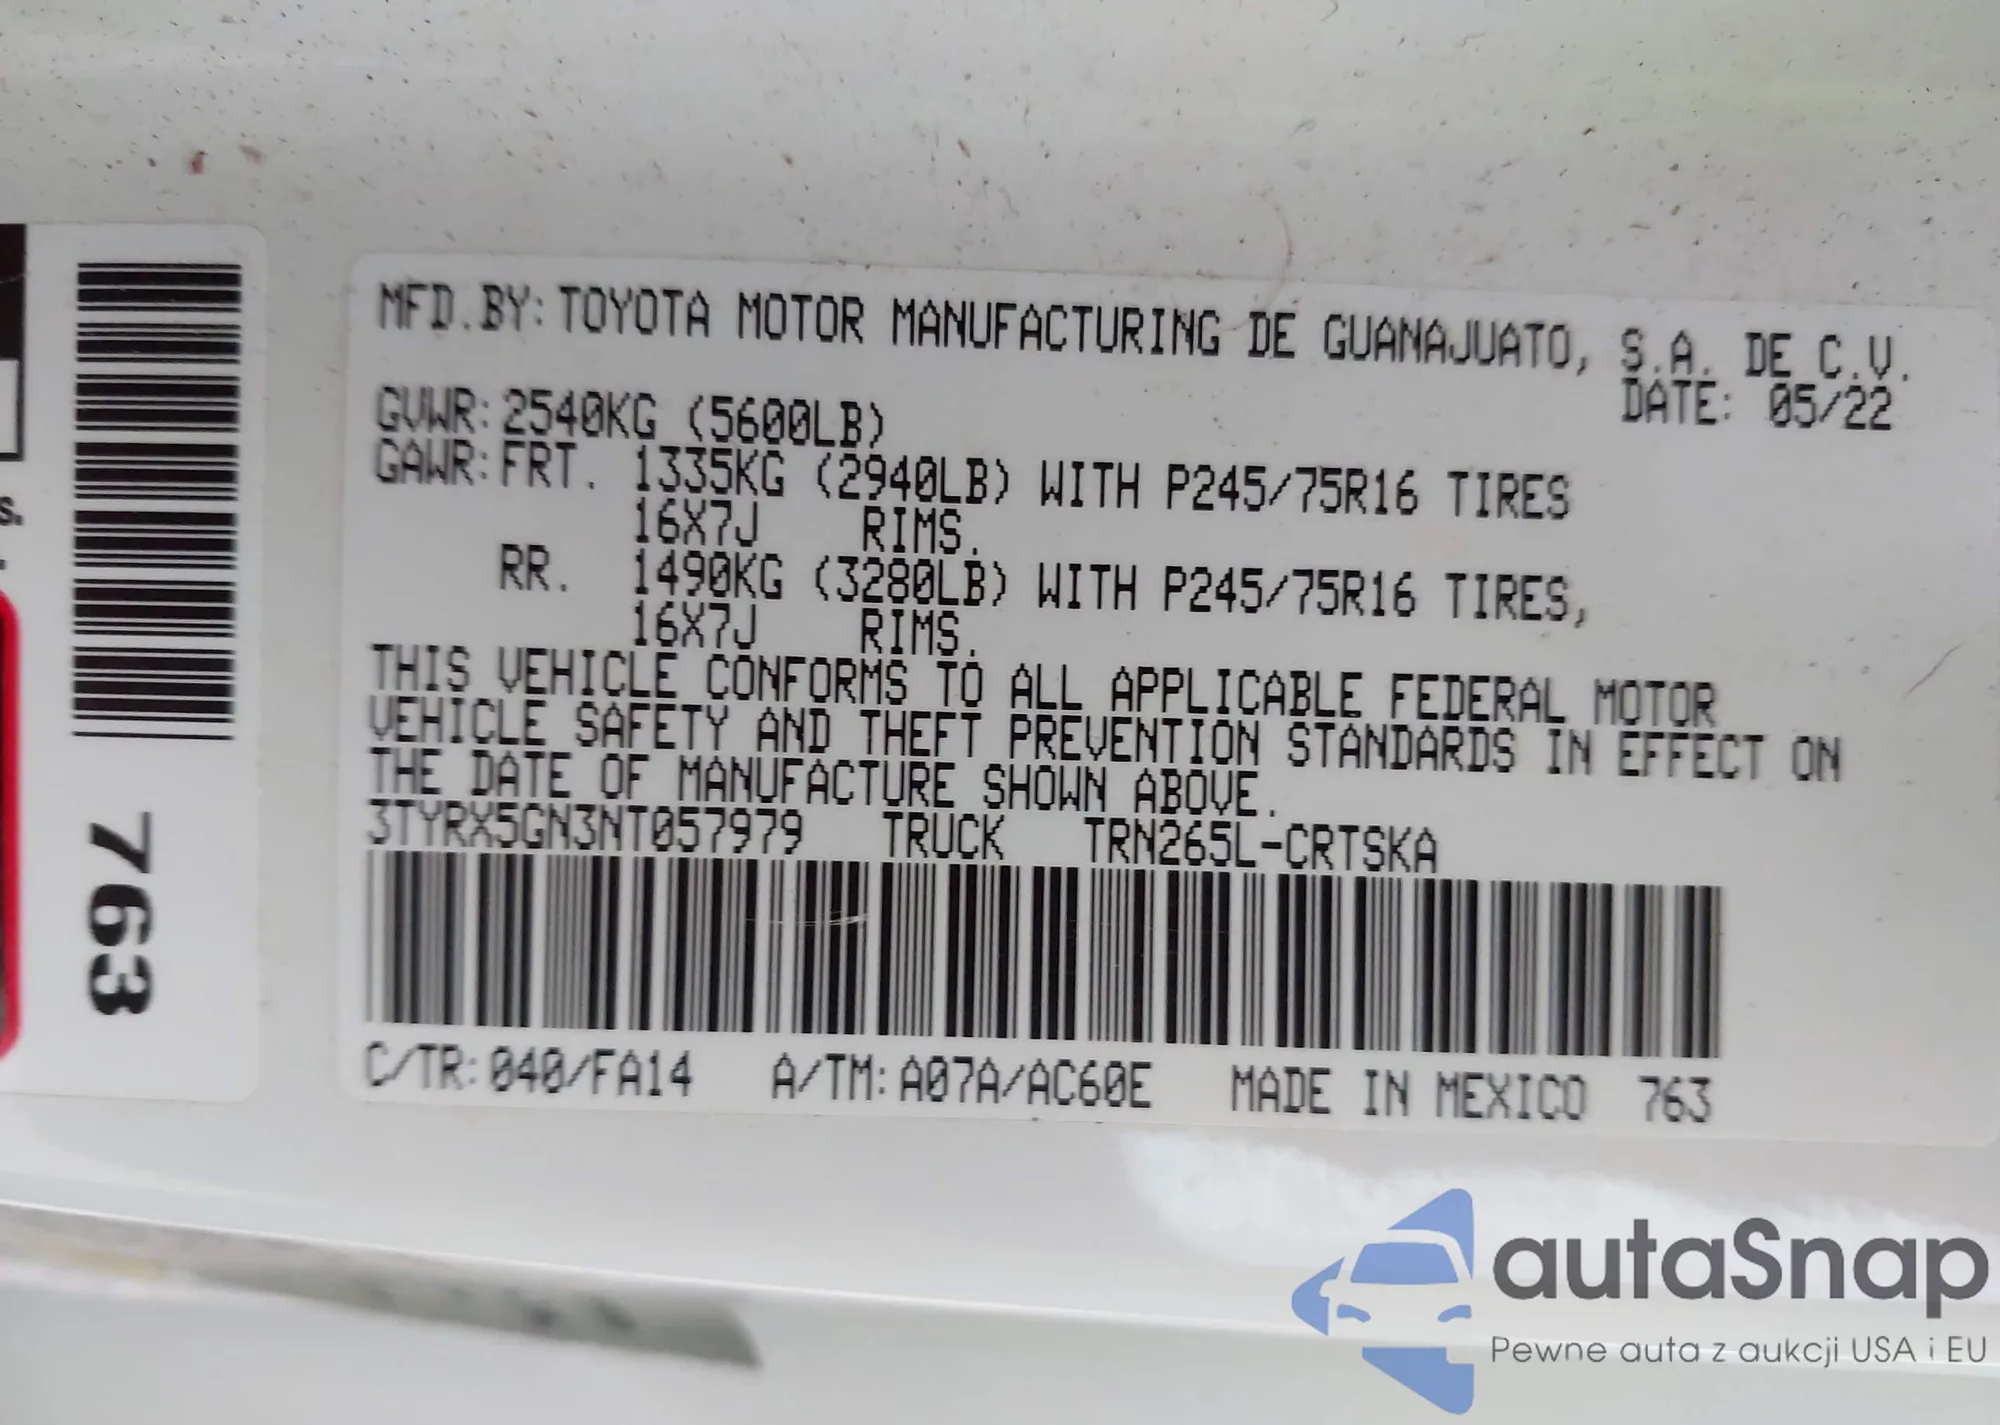 MFD.BY: TOYOTA MOTOR MANUFACTURING DE GUANAJUATO, S.A. DE C.V.
DATE: 05/22
GVWR: 2540KG (5600LB)
GAWR: FRT. 1335KG (2940LB) WITH P245/75R16 TIRES
16X7J RIMS.
RR. 1490KG (3280LB) WITH P245/75R16 TIRES,
16X7J RIMS.
THIS VEHICLE CONFORMS TO ALL APPLICABLE FEDERAL MOTOR
VEHICLE SAFETY AND THEFT PREVENTION STANDARDS IN EFFECT ON
THE DATE OF MANUFACTURE SHOWN ABOVE.
3TYRX5GN3NT057979 TRUCK TRN265L-CRTSKA
C/TR: 040/FA14 A/TM: A07A/AC60E MADE IN MEXICO 763
763
s.
autaSnap
Pewne auta z aukcji USA i EU